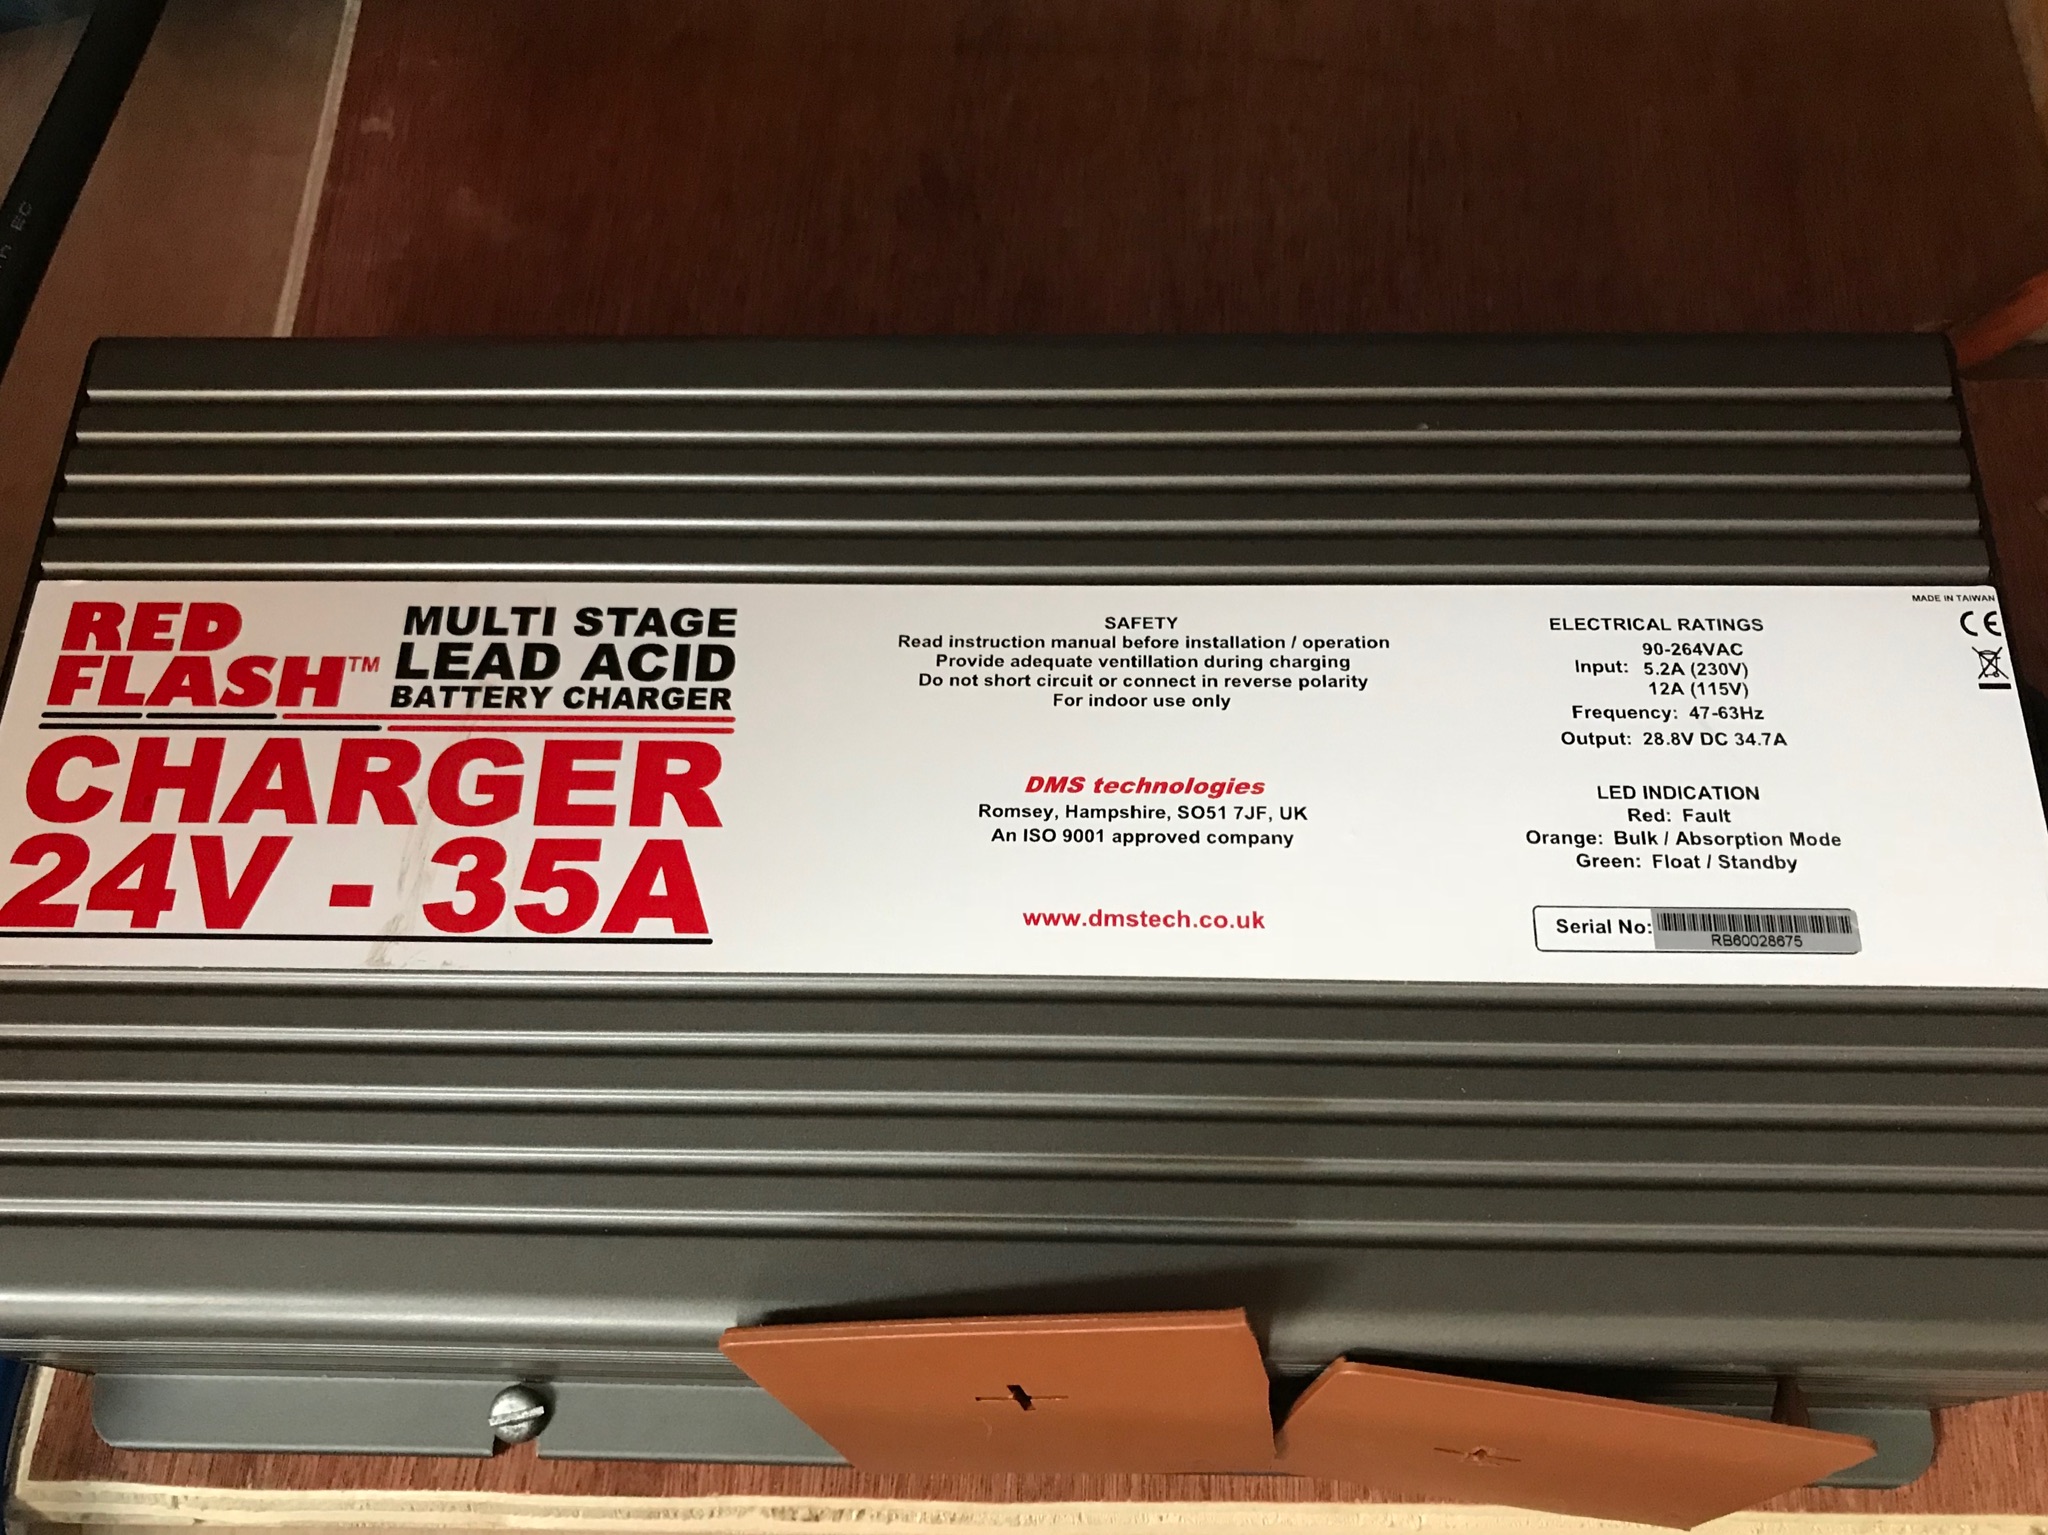 RED
FLASH™
MULTI STAGE
LEAD ACID
BATTERY CHARGER
CHARGER
24V - 35A
SAFETY
Read instruction manual before installation / operation
Provide adequate ventillation during charging
Do not short circuit or connect in reverse polarity
For indoor use only
DMS technologies
Romsey, Hampshire, SO51 7JF, UK
An ISO 9001 approved company
www.dmstech.co.uk
MADE IN TAIWAN
CE
ELECTRICAL RATINGS
90-264VAC
Input: 5.2A (230V)
12A (115V)
Frequency: 47-63Hz
Output: 28.8V DC 34.7A
LED INDICATION
Red: Fault
Orange: Bulk / Absorption Mode
Green: Float / Standby
Serial No:
RB60028675